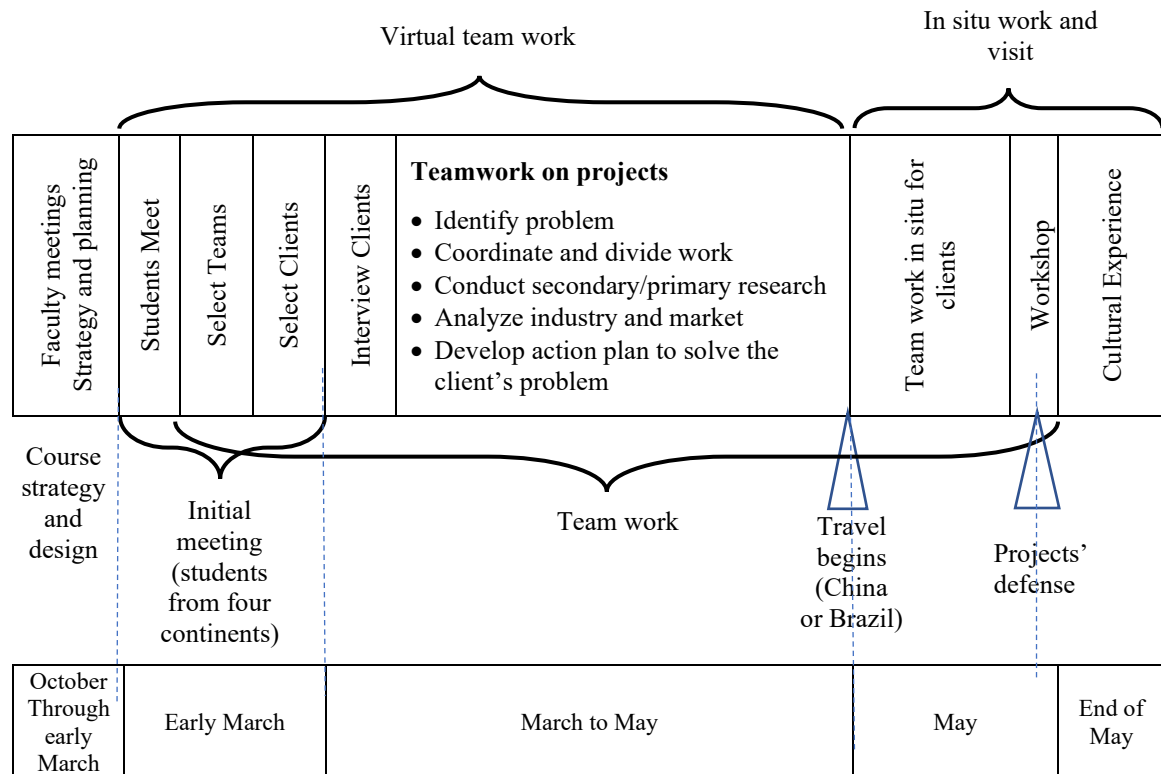 Virtual team work
In situ work and
visit
Faculty meetings
Strategy and planning
Students Meet
Select Teams
Select Clients
Interview Clients
Teamwork on projects
• Identify problem
• Coordinate and divide work
• Conduct secondary/primary research
• Analyze industry and market
• Develop action plan to solve the
client’s problem
Team work in situ for
clients
Workshop
Cultural Experience
Course
strategy
and
design
Initial
meeting
(students
from four
continents)
Team work
Travel
begins
(China
or Brazil)
Projects’
defense
October
Through
early
March
Early March
March to May
May
End of
May